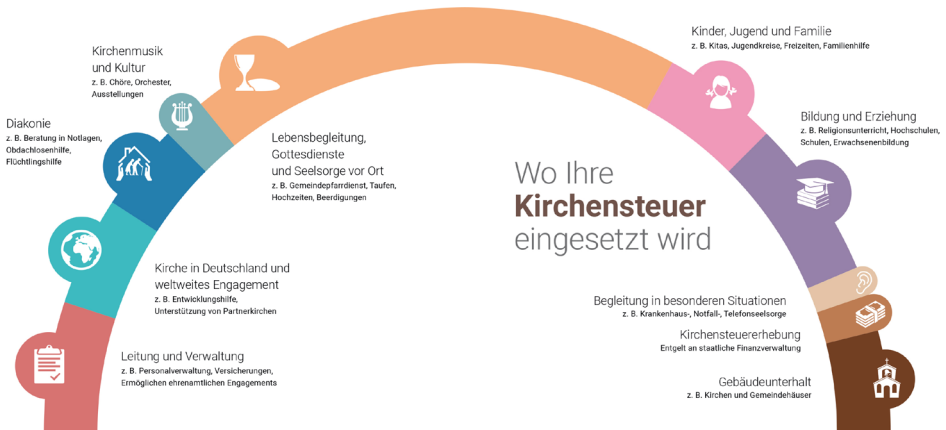 Kinder, Jugend und Familie
z. B. Kitas, Jugendkreise, Freizeiten, Familienhilfe
Kirchenmusik
und Kultur
z. B. Chöre, Orchester,
Ausstellungen
Bildung und Erziehung
z. B. Religionsunterricht, Hochschulen,
Schulen, Erwachsenenbildung
Diakonie
z. B. Beratung in Notlagen,
Obdachlosenhilfe,
Flüchtlingshilfe
Lebensbegleitung,
Gottesdienste
und Seelsorge vor Ort
z. B. Gemeindepfarrdienst, Taufen,
Hochzeiten, Beerdigungen
Wo Ihre
Kirchensteuer
eingesetzt wird
Kirche in Deutschland und
weltweites Engagement
z. B. Entwicklungshilfe,
Unterstützung von Partnerkirchen
Begleitung in besonderen Situationen
z. B. Krankenhaus-, Notfall-, Telefonseelsorge
Kirchensteuererhebung
Entgelt an staatliche Finanzverwaltung
Leitung und Verwaltung
z. B. Personalverwaltung, Versicherungen,
Ermöglichen ehrenamtlichen Engagements
Gebäudeunterhalt
z. B. Kirchen und Gemeindehäuser